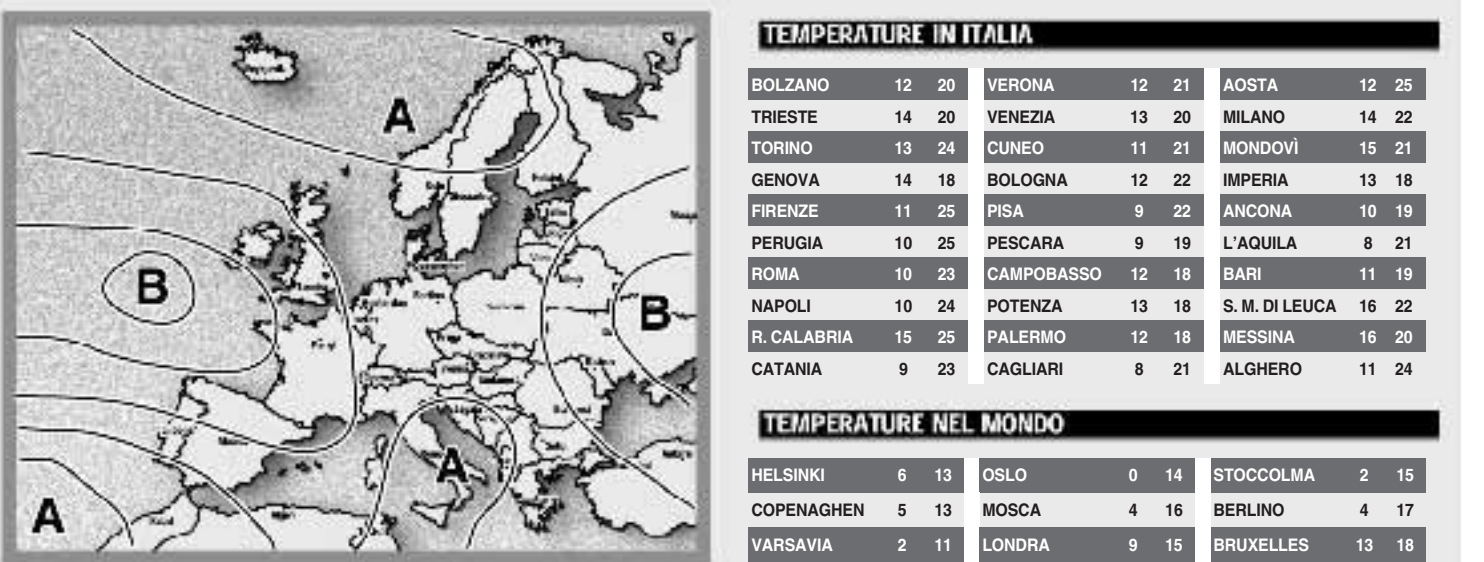 A
B
B
A
A
TEMPERATURE IN ITALIA
BOLZANO 12 20 VERONA 12 21 AOSTA 12 25
TRIESTE 14 20 VENEZIA 13 20 MILANO 14 22
TORINO 13 24 CUNEO 11 21 MONDOVÌ 15 21
GENOVA 14 18 BOLOGNA 12 22 IMPERIA 13 18
FIRENZE 11 25 PISA 9 22 ANCONA 10 19
PERUGIA 10 25 PESCARA 9 19 L'AQUILA 8 21
ROMA 10 23 CAMPOBASSO 12 18 BARI 11 19
NAPOLI 10 24 POTENZA 13 18 S. M. DI LEUCA 16 22
R. CALABRIA 15 25 PALERMO 12 18 MESSINA 16 20
CATANIA 9 23 CAGLIARI 8 21 ALGHERO 11 24
TEMPERATURE NEL MONDO
HELSINKI 6 13 OSLO 0 14 STOCCOLMA 2 15
COPENAGHEN 5 13 MOSCA 4 16 BERLINO 4 17
VARSAVIA 2 11 LONDRA 9 15 BRUXELLES 13 18